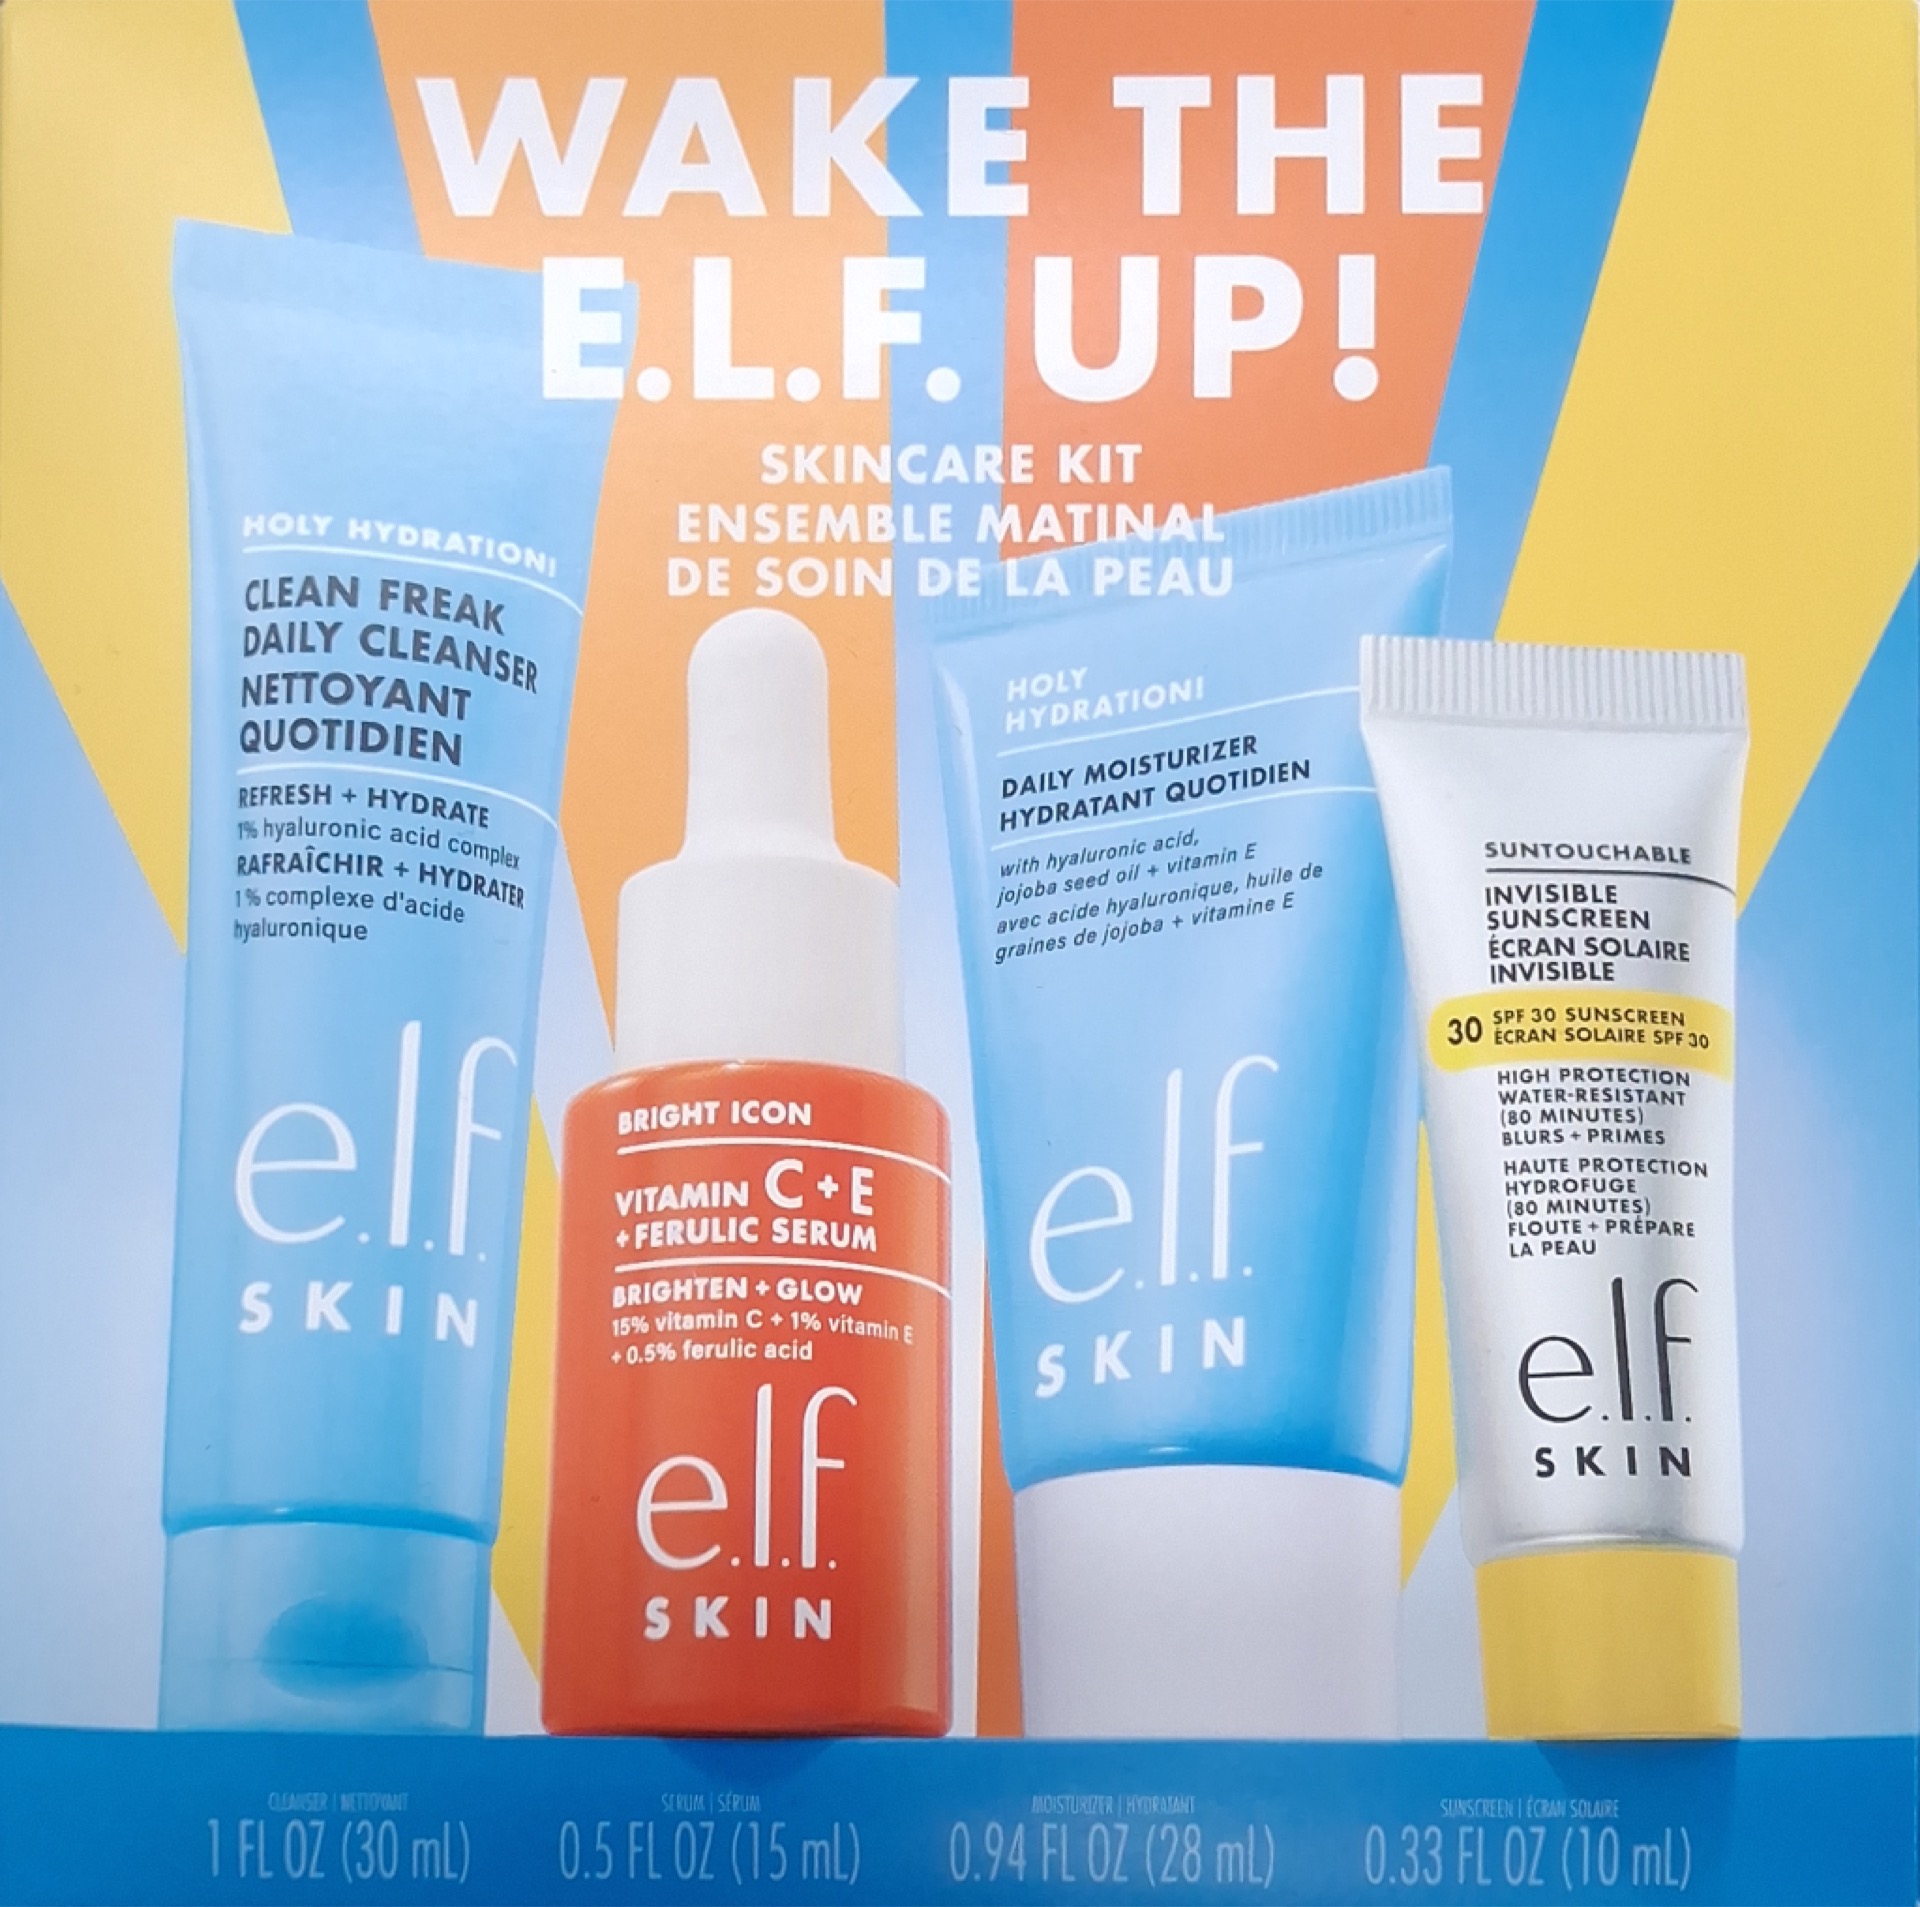 WAKE THE
E.L.F. UP!
SKINCARE KIT
ENSEMBLE MATINAL
DE SOIN DE LA PEAU
HOLY HYDRATION!
CLEAN FREAK
DAILY CLEANSER
NETTOYANT
QUOTIDIEN
REFRESH + HYDRATE
1% hyaluronic acid complex
RAFRAÎCHIR + HYDRATER
1% complexe d'acide
hyaluronique
e.l.f.
SKIN
BRIGHT ICON
VITAMIN C + E
+ FERULIC SERUM
BRIGHTEN + GLOW
15% vitamin C + 1% vitamin E
+ 0.5% ferulic acid
e.l.f.
SKIN
HOLY
HYDRATION!
DAILY MOISTURIZER
HYDRATANT QUOTIDIEN
with hyaluronic acid,
jojoba seed oil + vitamin E
avec acide hyaluronique, huile de
graines de jojoba + vitamine E
e.l.f.
SKIN
SUNTOUCHABLE
INVISIBLE
SUNSCREEN
ÉCRAN SOLAIRE
INVISIBLE
30 SPF 30 SUNSCREEN
ÉCRAN SOLAIRE SPF 30
HIGH PROTECTION
WATER-RESISTANT
(80 MINUTES)
BLURS + PRIMES
HAUTE PROTECTION
HYDROFUGE
(80 MINUTES)
FLOUTE + PRÉPARE
LA PEAU
e.l.f.
SKIN
CLEANSER | NETTOYANT
1 FL OZ (30 mL)
SERUM | SÉRUM
0.5 FL OZ (15 mL)
MOISTURIZER | HYDRATANT
0.94 FL OZ (28 mL)
SUNSCREEN | ÉCRAN SOLAIRE
0.33 FL OZ (10 mL)